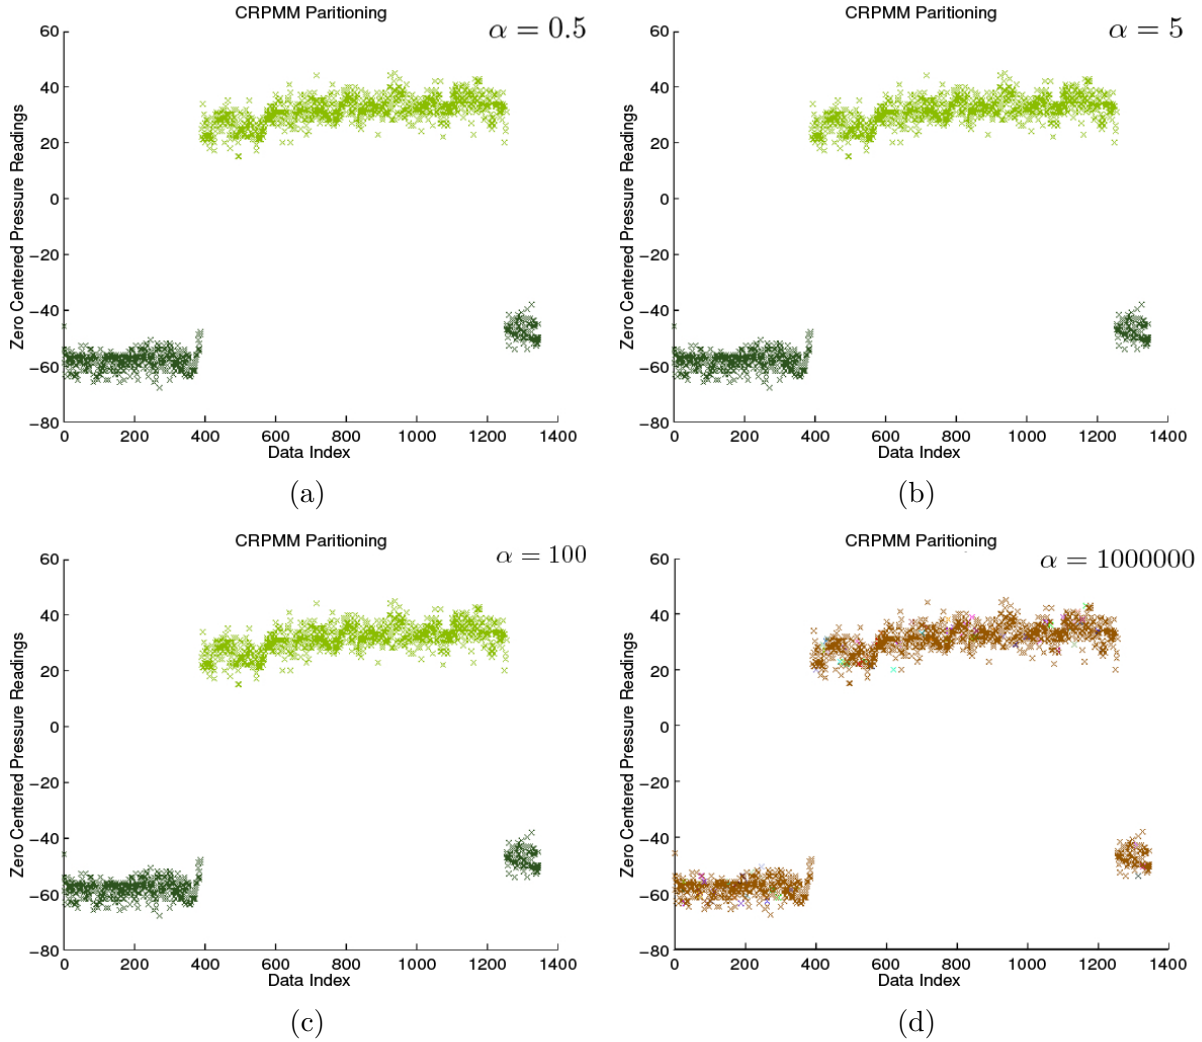 CRPMM Paritioning
α = 0.5
60
40
20
0
−20
−40
−60
−80
Zero Centered Pressure Readings
0 200 400 600 800 1000 1200 1400
Data Index
(a)
CRPMM Paritioning
α = 5
60
40
20
0
−20
−40
−60
−80
Zero Centered Pressure Readings
0 200 400 600 800 1000 1200 1400
Data Index
(b)
CRPMM Paritioning
α = 100
60
40
20
0
−20
−40
−60
−80
Zero Centered Pressure Readings
0 200 400 600 800 1000 1200 1400
Data Index
(c)
CRPMM Paritioning
α = 1000000
60
40
20
0
−20
−40
−60
−80
Zero Centered Pressure Readings
0 200 400 600 800 1000 1200 1400
Data Index
(d)